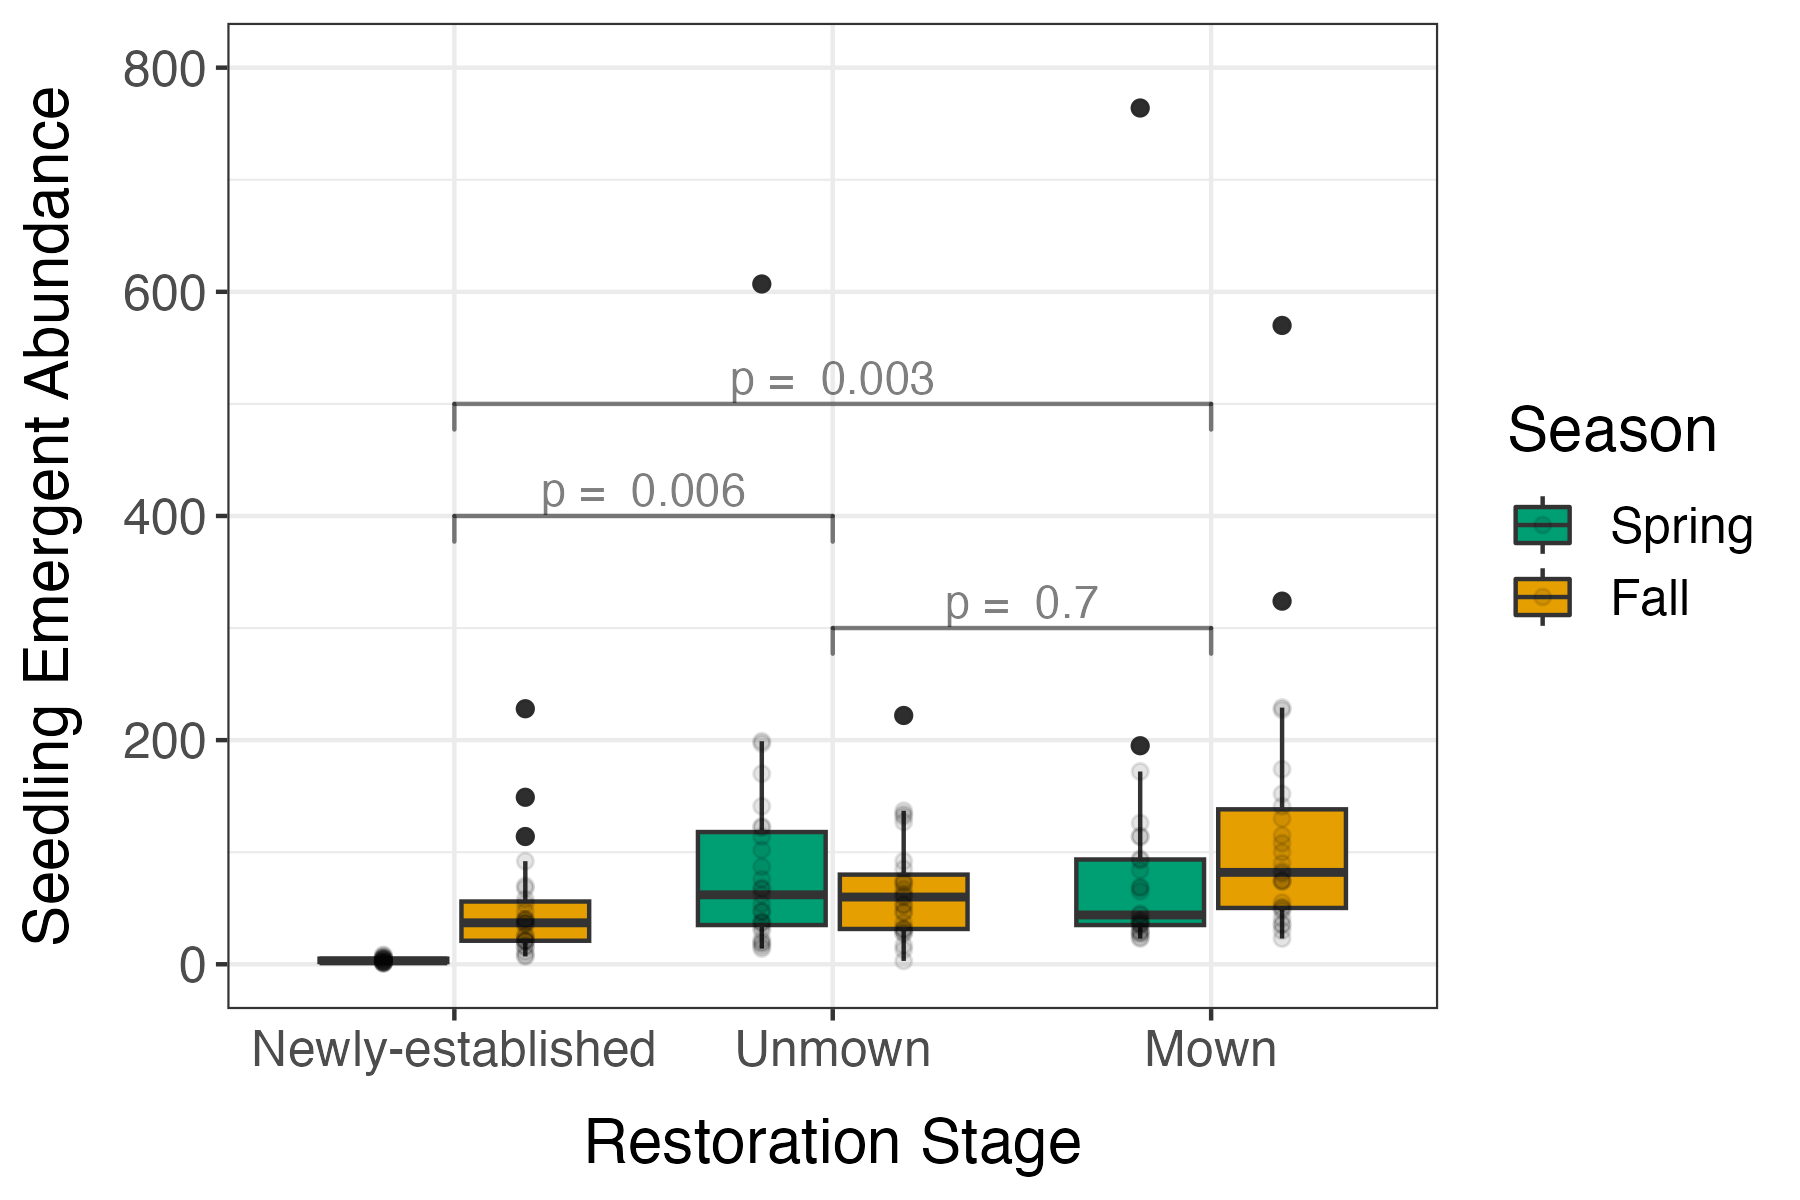 Seedling Emergent Abundance
800
600
400
200
0
p =  0.003
p =  0.006
p =  0.7
Newly-established
Unmown
Mown
Restoration Stage
Season
Spring
Fall